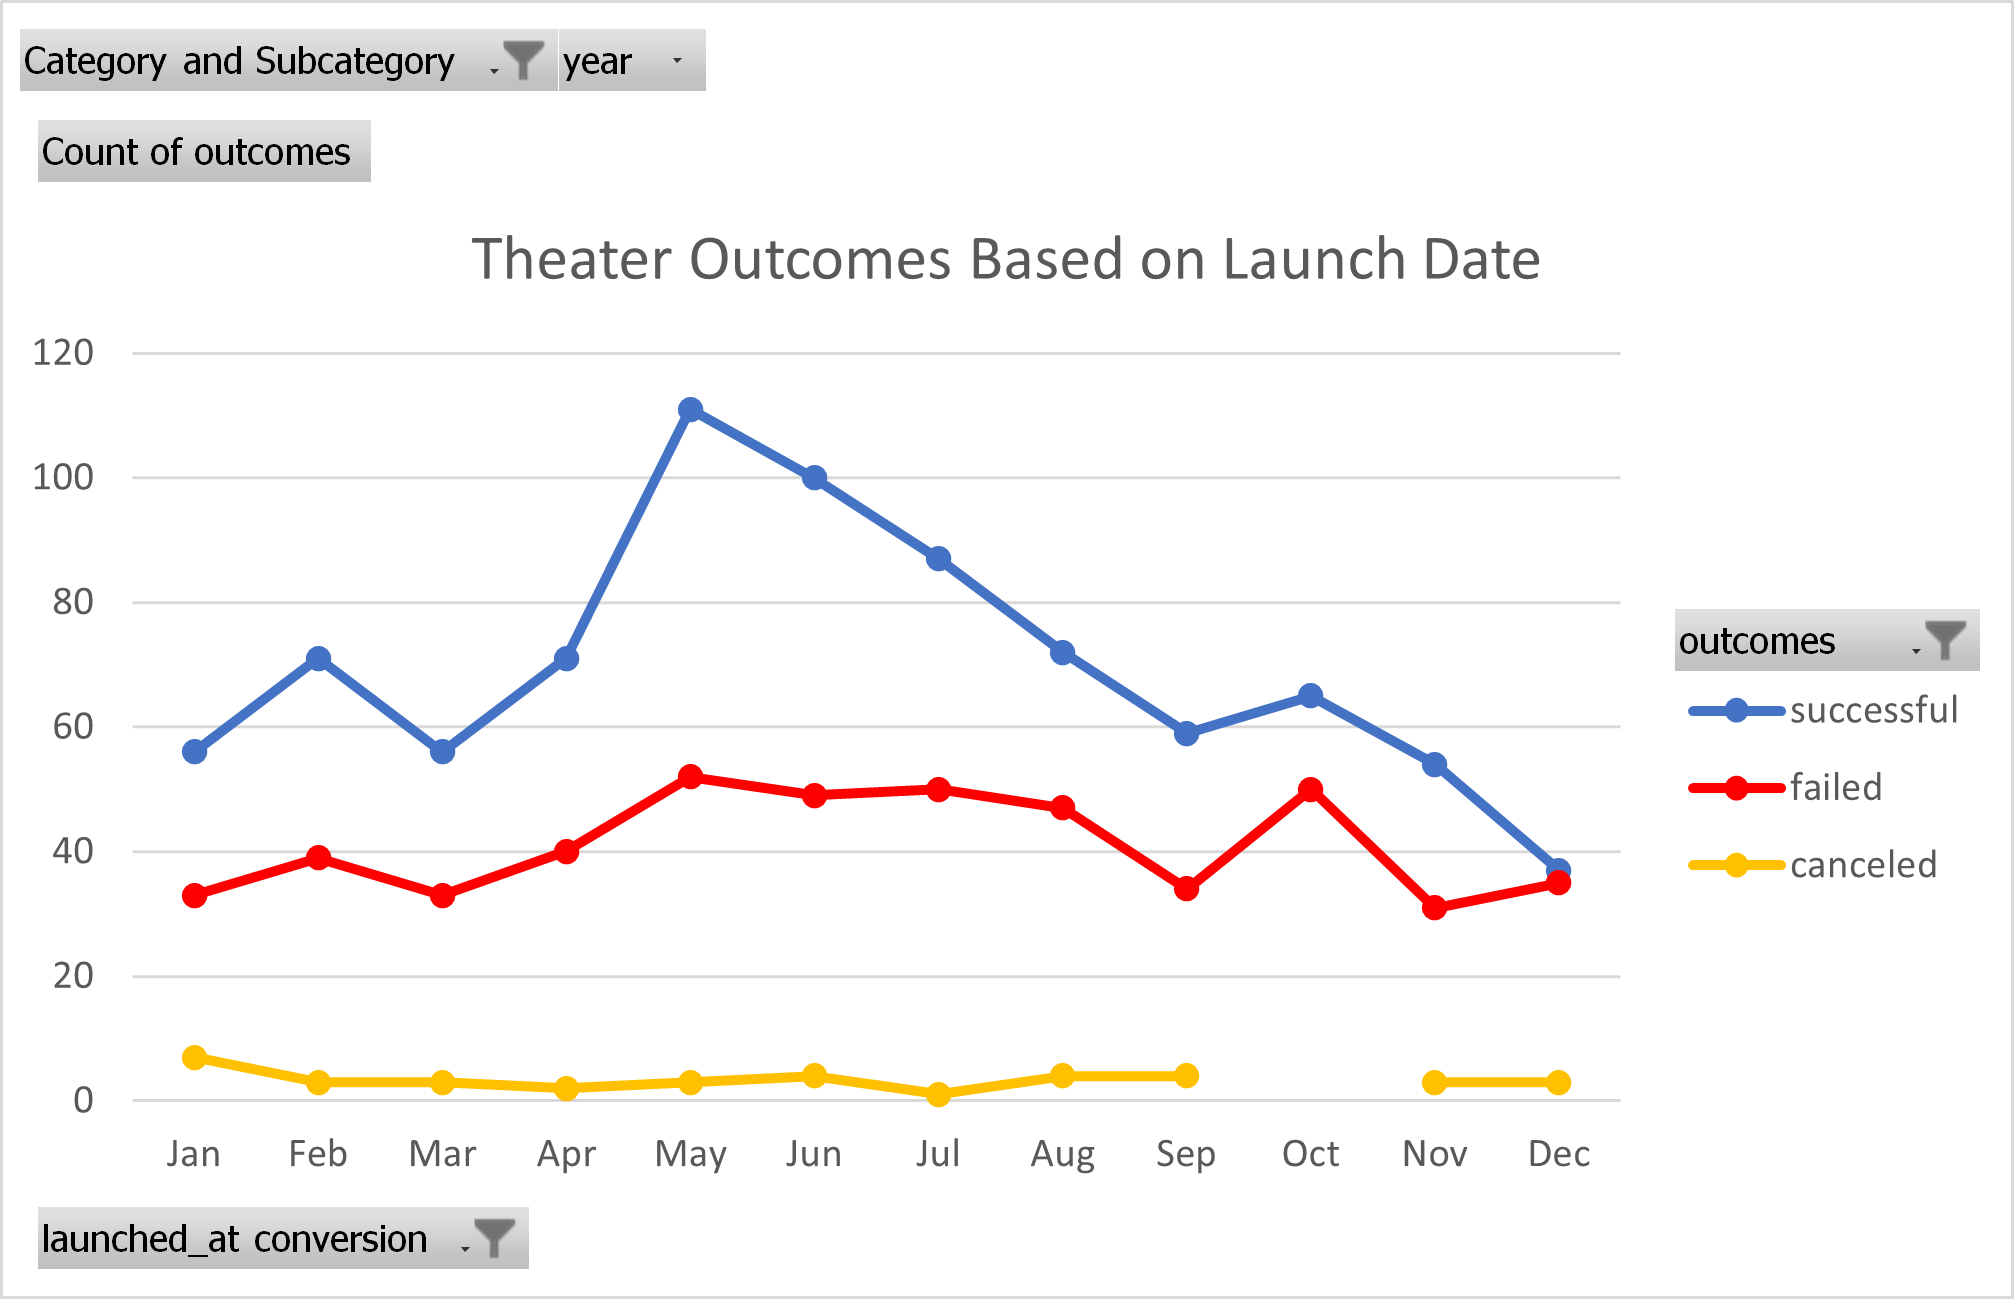 Category and Subcategory year
Count of outcomes
Theater Outcomes Based on Launch Date
120
100
80
60
40
20
0
Jan Feb Mar Apr May Jun Jul Aug Sep Oct Nov Dec
outcomes
successful
failed
canceled
launched_at conversion